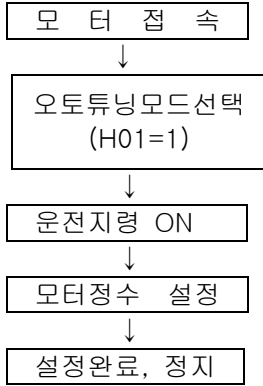 모 터 접 속
↓
오토튜닝모드선택
(H01=1)
↓
운전지령 ON
↓
모터정수 설정
↓
설정완료, 정지